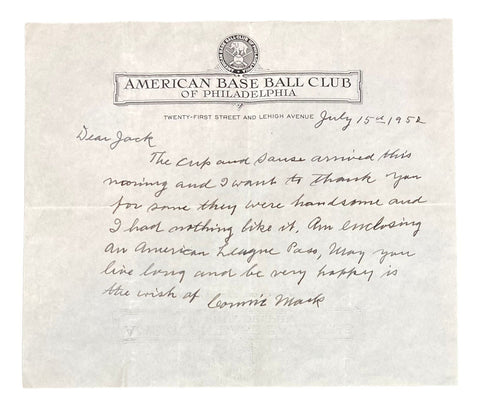 AMERICAN BASE BALL CLUB
OF PHILADELPHIA
TWENTY-FIRST STREET AND LEHIGH AVENUE
July 15d 1952
Dear Jack
The cup and sause arrived this
moring and I want to thank you
for same they were handsome and
I had nothing like it. Am enclosing
an American League Pass, May you
live long and be very happy is
the wish of Connie Mack